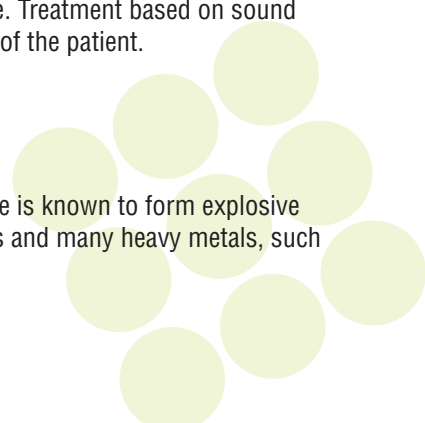 e. Treatment based on sound
of the patient.
e is known to form explosive
s and many heavy metals, such